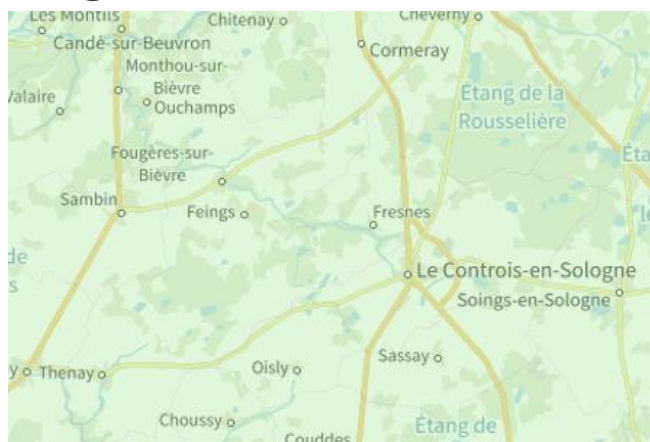 Les Montils
Chitenay
Cheverny
Candé-sur-Beuvron
Cormeray
Monthou-sur-
Bièvre
Valaire
Ouchamps
Étang de la
Rousselière
Fougères-sur-
Bièvre
Sambin
Feings
Fresnes
Le Controis-en-Sologne
Soings-en-Sologne
Thenay
Oisly
Sassay
Choussy
Couddes
Étang de